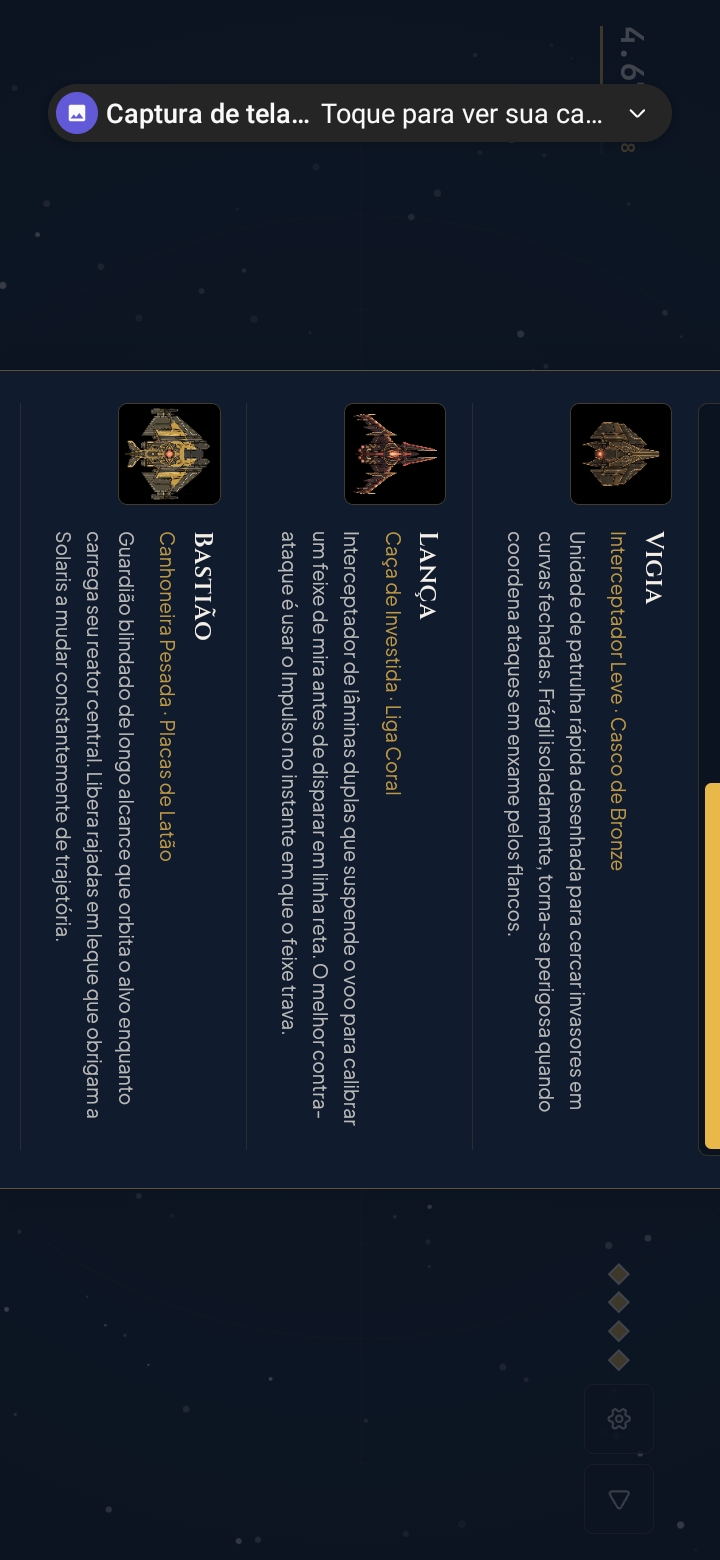 Captura de tela… Toque para ver sua ca…
4.6
8
VIGIA
Interceptador Leve · Casco de Bronze
Unidade de patrulha rápida desenhada para cercar invasores em
curvas fechadas. Frágil isoladamente, torna-se perigosa quando
coordena ataques em enxame pelos flancos.
LANÇA
Caça de Investida · Liga Coral
Interceptador de lâminas duplas que suspende o voo para calibrar
um feixe de mira antes de disparar em linha reta. O melhor contra-
ataque é usar o Impulso no instante em que o feixe trava.
BASTIÃO
Canhoneira Pesada · Placas de Latão
Guardião blindado de longo alcance que orbita o alvo enquanto
carrega seu reator central. Libera rajadas em leque que obrigam a
Solaris a mudar constantemente de trajetória.